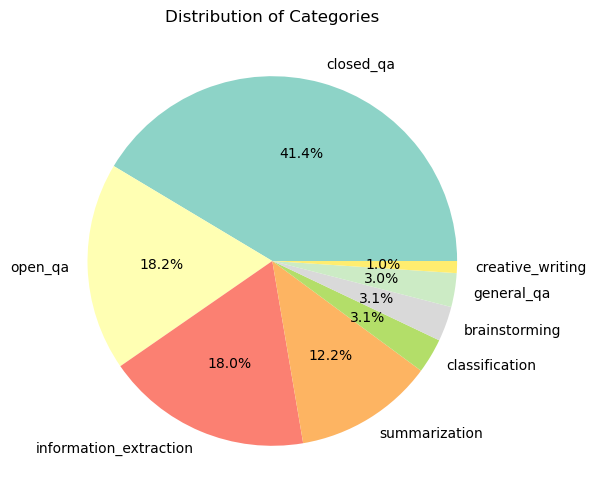 Distribution of Categories
closed_qa
41.4%
open_qa
18.2%
information_extraction
18.0%
summarization
12.2%
classification
3.1%
brainstorming
3.1%
general_qa
3.0%
creative_writing
1.0%